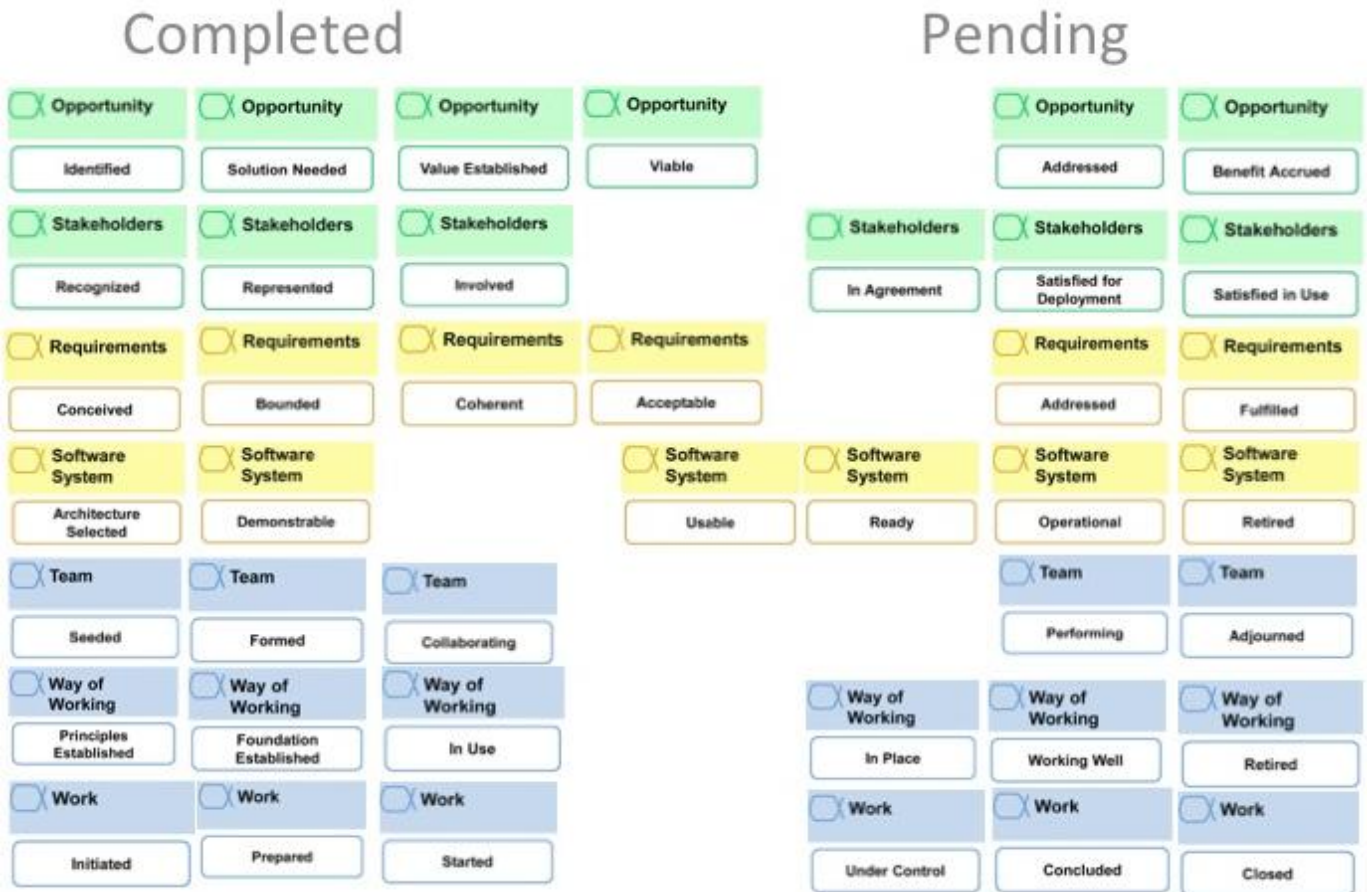 Completed
Pending
Opportunity
Opportunity
Opportunity
Opportunity
Opportunity
Opportunity
Identified
Solution Needed
Value Established
Viable
Addressed
Benefit Accrued
Stakeholders
Stakeholders
Stakeholders
Stakeholders
Stakeholders
Stakeholders
Recognized
Represented
Involved
In Agreement
Satisfied for
Deployment
Satisfied in Use
Requirements
Requirements
Requirements
Requirements
Requirements
Requirements
Conceived
Bounded
Coherent
Acceptable
Addressed
Fulfilled
Software
System
Software
System
Software
System
Software
System
Software
System
Software
System
Architecture
Selected
Demonstrable
Usable
Ready
Operational
Retired
Team
Team
Team
Team
Team
Seeded
Formed
Collaborating
Performing
Adjourned
Way of
Working
Way of
Working
Way of
Working
Way of
Working
Way of
Working
Way of
Working
Principles
Established
Foundation
Established
In Use
In Place
Working Well
Retired
Work
Work
Work
Work
Work
Work
Initiated
Prepared
Started
Under Control
Concluded
Closed